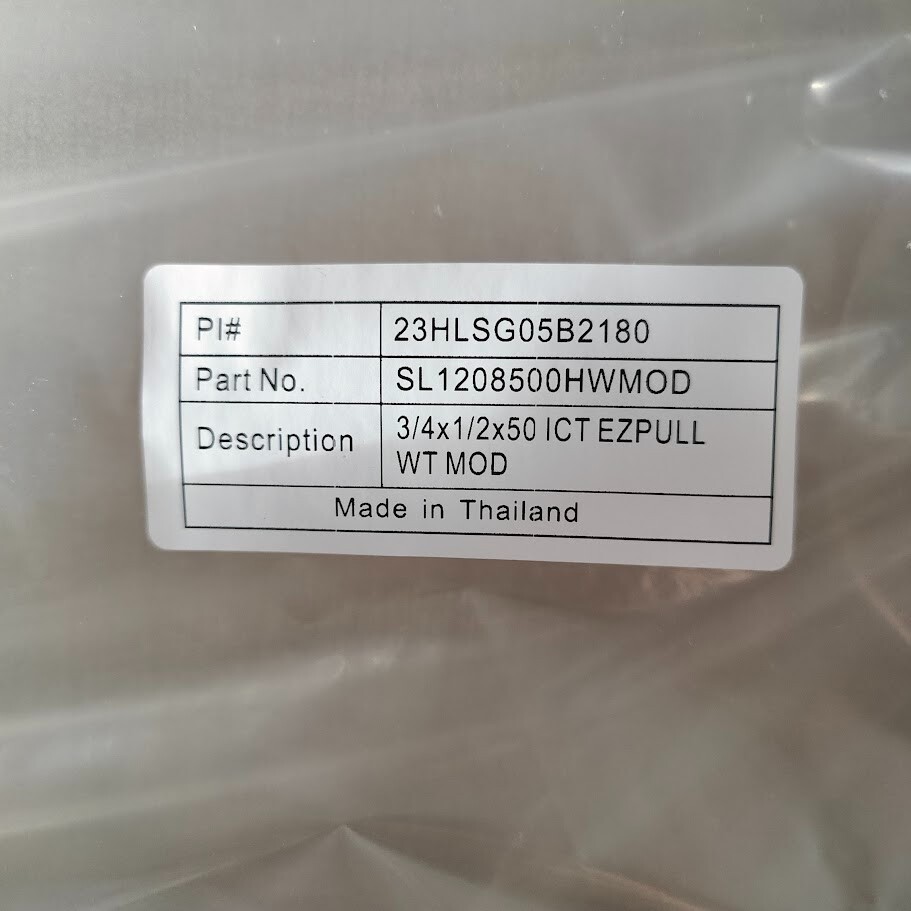 PI# 23HLSG05B2180
Part No. SL1208500HWMOD
Description 3/4x1/2x50 ICT EZPULL
WT MOD
Made in Thailand